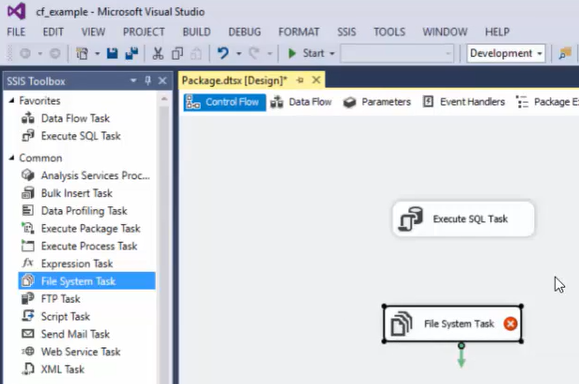 cf_example - Microsoft Visual Studio
FILE EDIT VIEW PROJECT BUILD DEBUG FORMAT SSIS TOOLS WINDOW HELP
Start Development
SSIS Toolbox
Package.dtsx [Design]*
Control Flow Data Flow Parameters Event Handlers Package E
Favorites
Data Flow Task
Execute SQL Task
Common
Analysis Services Proc...
Bulk Insert Task
Data Profiling Task
Execute Package Task
Execute Process Task
Expression Task
File System Task
FTP Task
Script Task
Send Mail Task
Web Service Task
XML Task
Execute SQL Task
File System Task